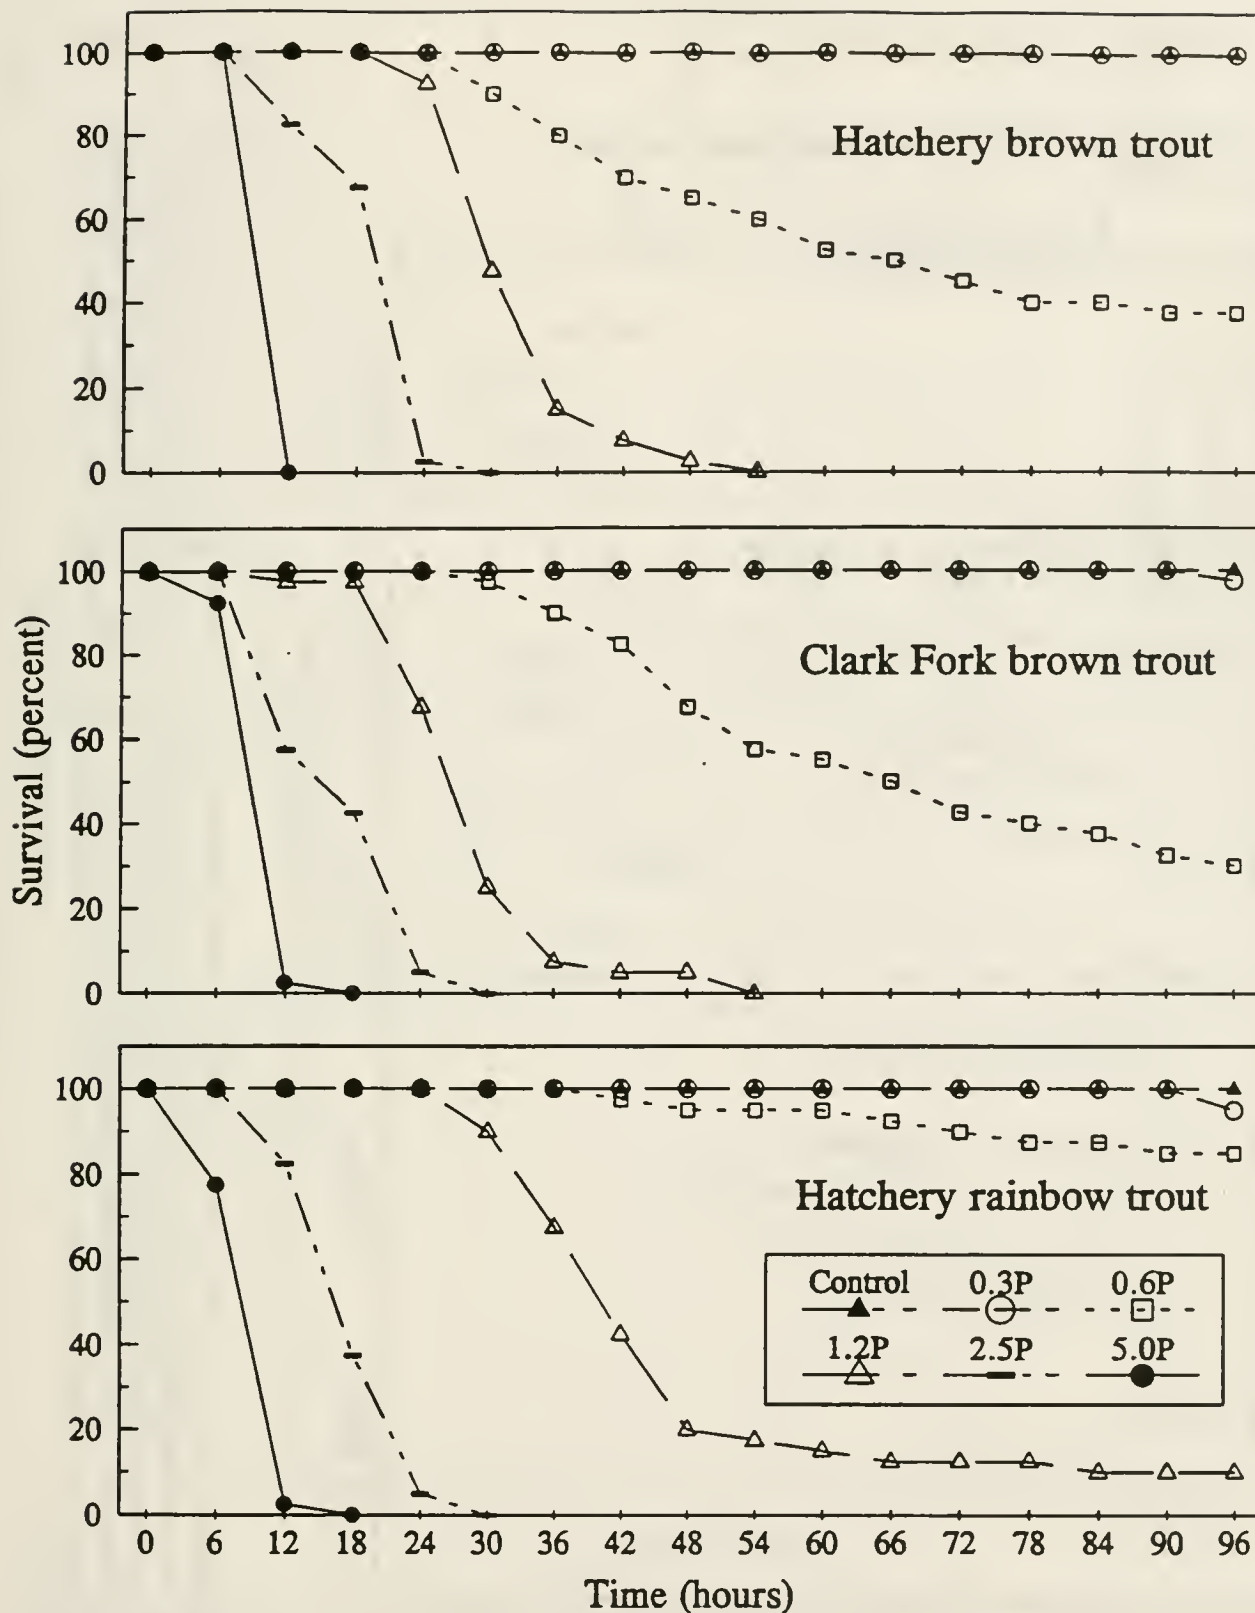 100
80
60
40
20
0
Hatchery brown trout
Survival (percent)
100
80
60
40
20
0
Clark Fork brown trout
100
80
60
40
20
0
Hatchery rainbow trout
Control 0.3P 0.6P
1.2P 2.5P 5.0P
0 6 12 18 24 30 36 42 48 54 60 66 72 78 84 90 96
Time (hours)